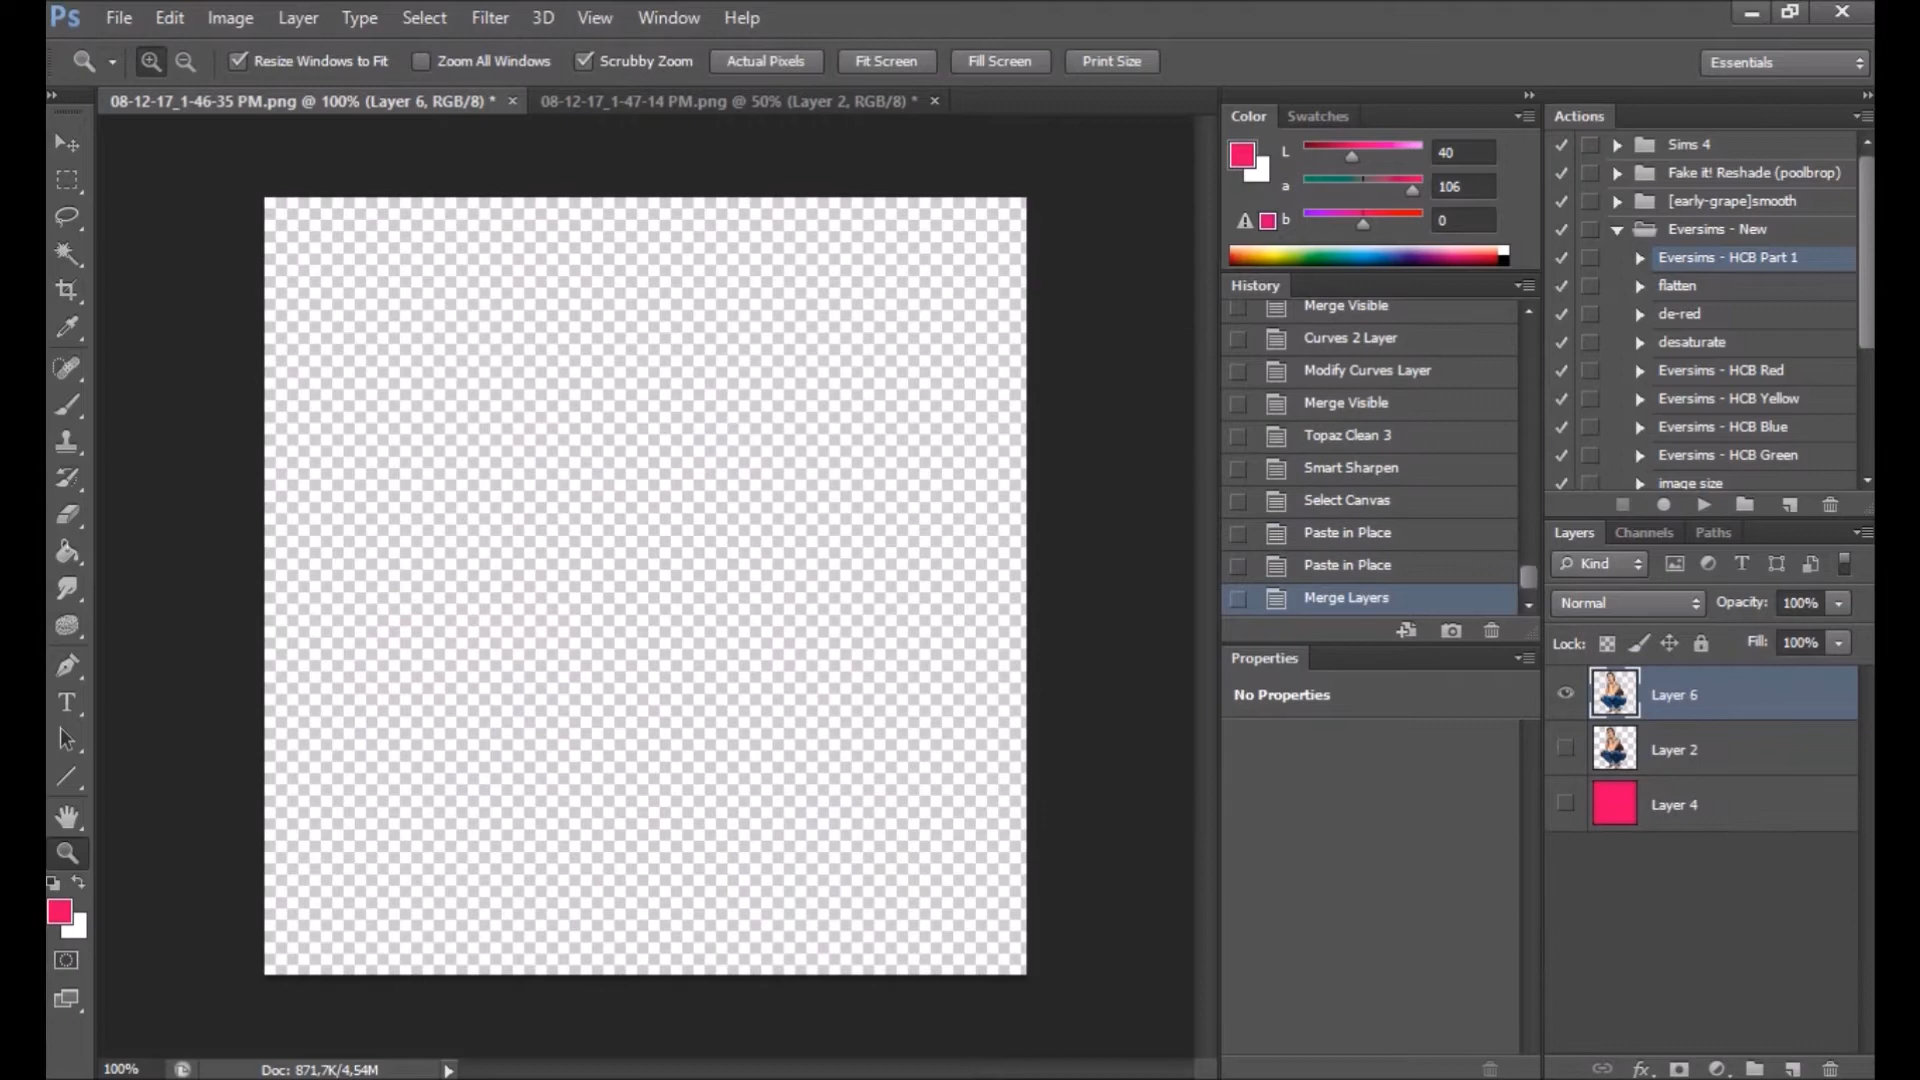 Ps File Edit Image Layer Type Select Filter 3D View Window Help
Resize Windows to Fit Zoom All Windows Scrubby Zoom Actual Pixels Fit Screen Fill Screen Print Size Essentials
08-12-17_1-46-35 PM.png @ 100% (Layer 6, RGB/8) * 08-12-17_1-47-14 PM.png @ 50% (Layer 2, RGB/8) *
Color Swatches
L 40
a 106
b 0
History
Merge Visible
Curves 2 Layer
Modify Curves Layer
Merge Visible
Topaz Clean 3
Smart Sharpen
Select Canvas
Paste in Place
Paste in Place
Merge Layers
Properties
No Properties
Actions
Sims 4
Fake it! Reshade (poolbrop)
[early-grape]smooth
Eversims - New
Eversims - HCB Part 1
flatten
de-red
desaturate
Eversims - HCB Red
Eversims - HCB Yellow
Eversims - HCB Blue
Eversims - HCB Green
image size
Layers Channels Paths
Kind
Normal Opacity: 100%
Lock: Fill: 100%
Layer 6
Layer 2
Layer 4
100% Doc: 871,7K/4,54M